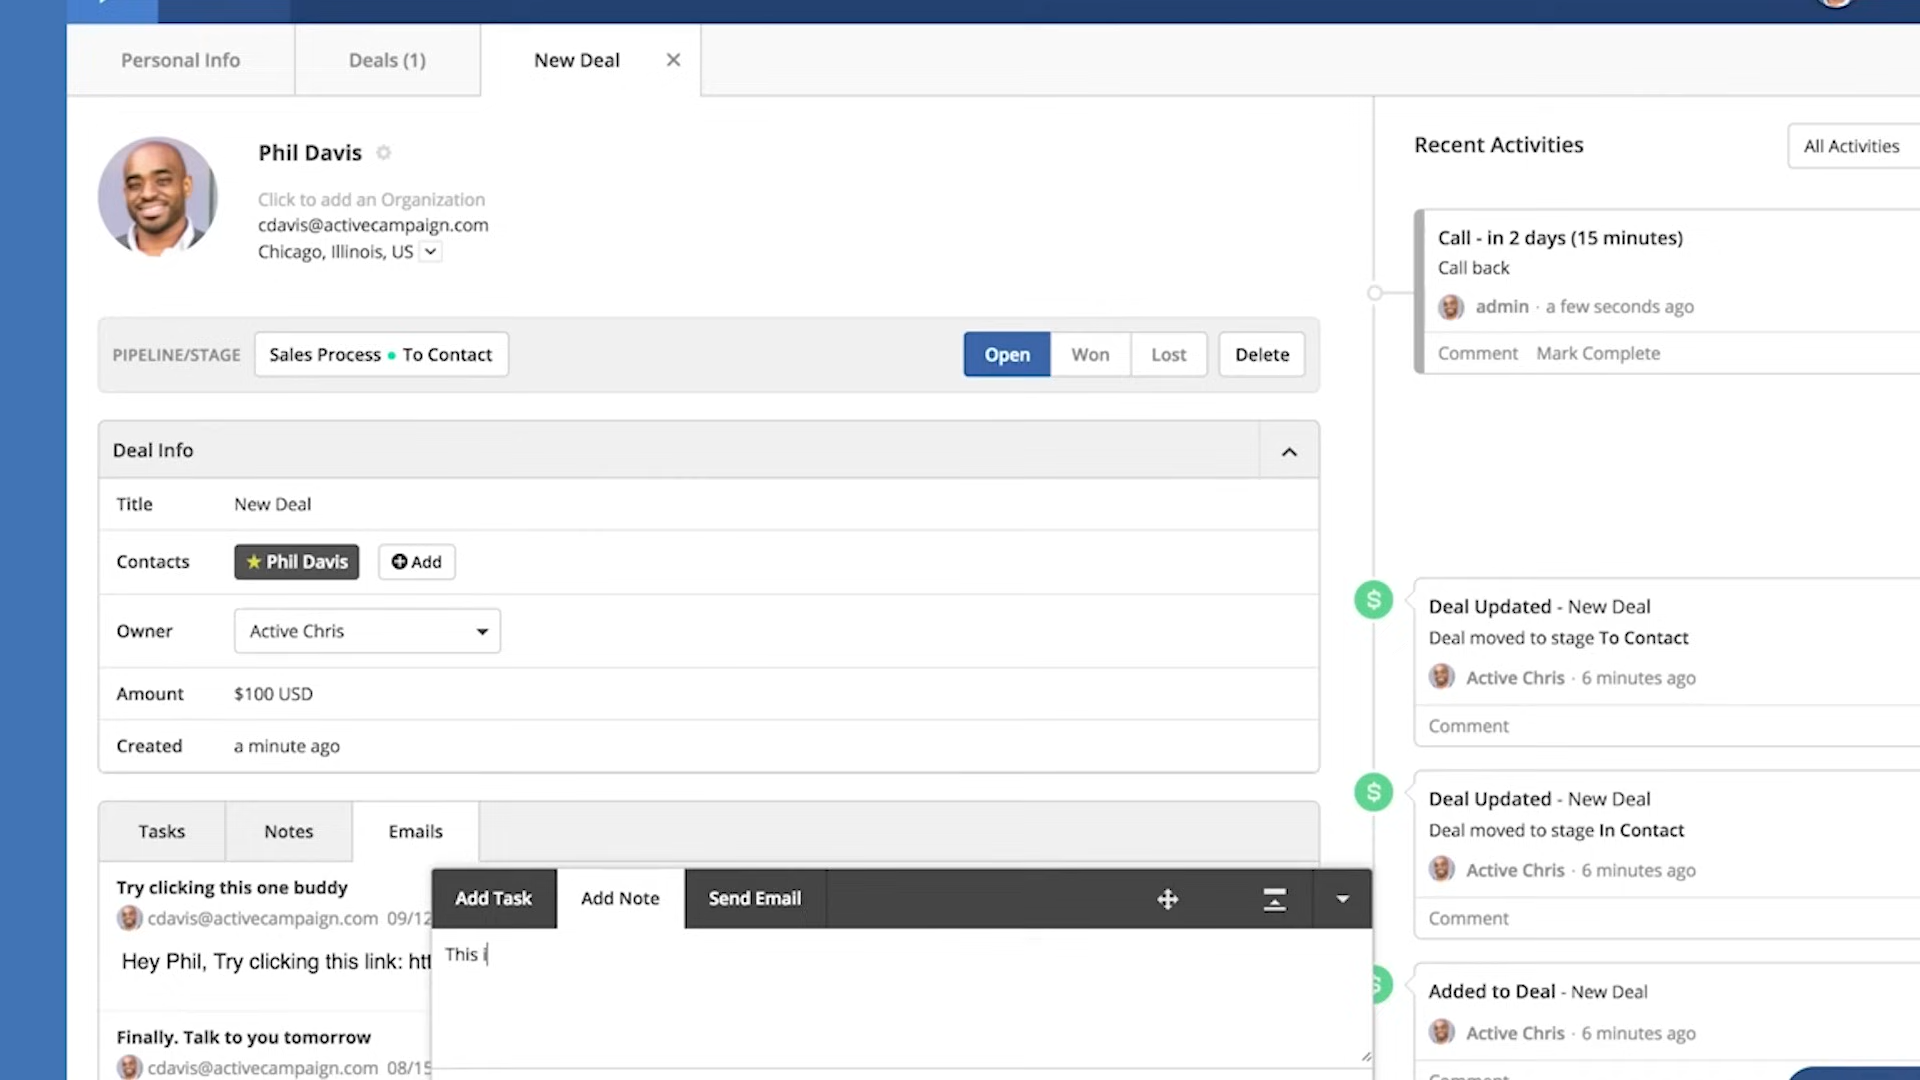 Personal Info
Deals (1)
New Deal
Phil Davis
Click to add an Organization
cdavis@activecampaign.com
Chicago, Illinois, US
PIPELINE/STAGE
Sales Process • To Contact
Open
Won
Lost
Delete
Deal Info
Title
New Deal
Contacts
Phil Davis
Add
Owner
Active Chris
Amount
$100 USD
Created
a minute ago
Tasks
Notes
Emails
Try clicking this one buddy
cdavis@activecampaign.com 09/12
Hey Phil, Try clicking this link: htt
Finally. Talk to you tomorrow
cdavis@activecampaign.com 08/15
Add Task
Add Note
Send Email
This i
Recent Activities
All Activities
Call - in 2 days (15 minutes)
Call back
admin · a few seconds ago
Comment Mark Complete
$
Deal Updated - New Deal
Deal moved to stage To Contact
Active Chris · 6 minutes ago
Comment
$
Deal Updated - New Deal
Deal moved to stage In Contact
Active Chris · 6 minutes ago
Comment
$
Added to Deal - New Deal
Active Chris · 6 minutes ago
Comment